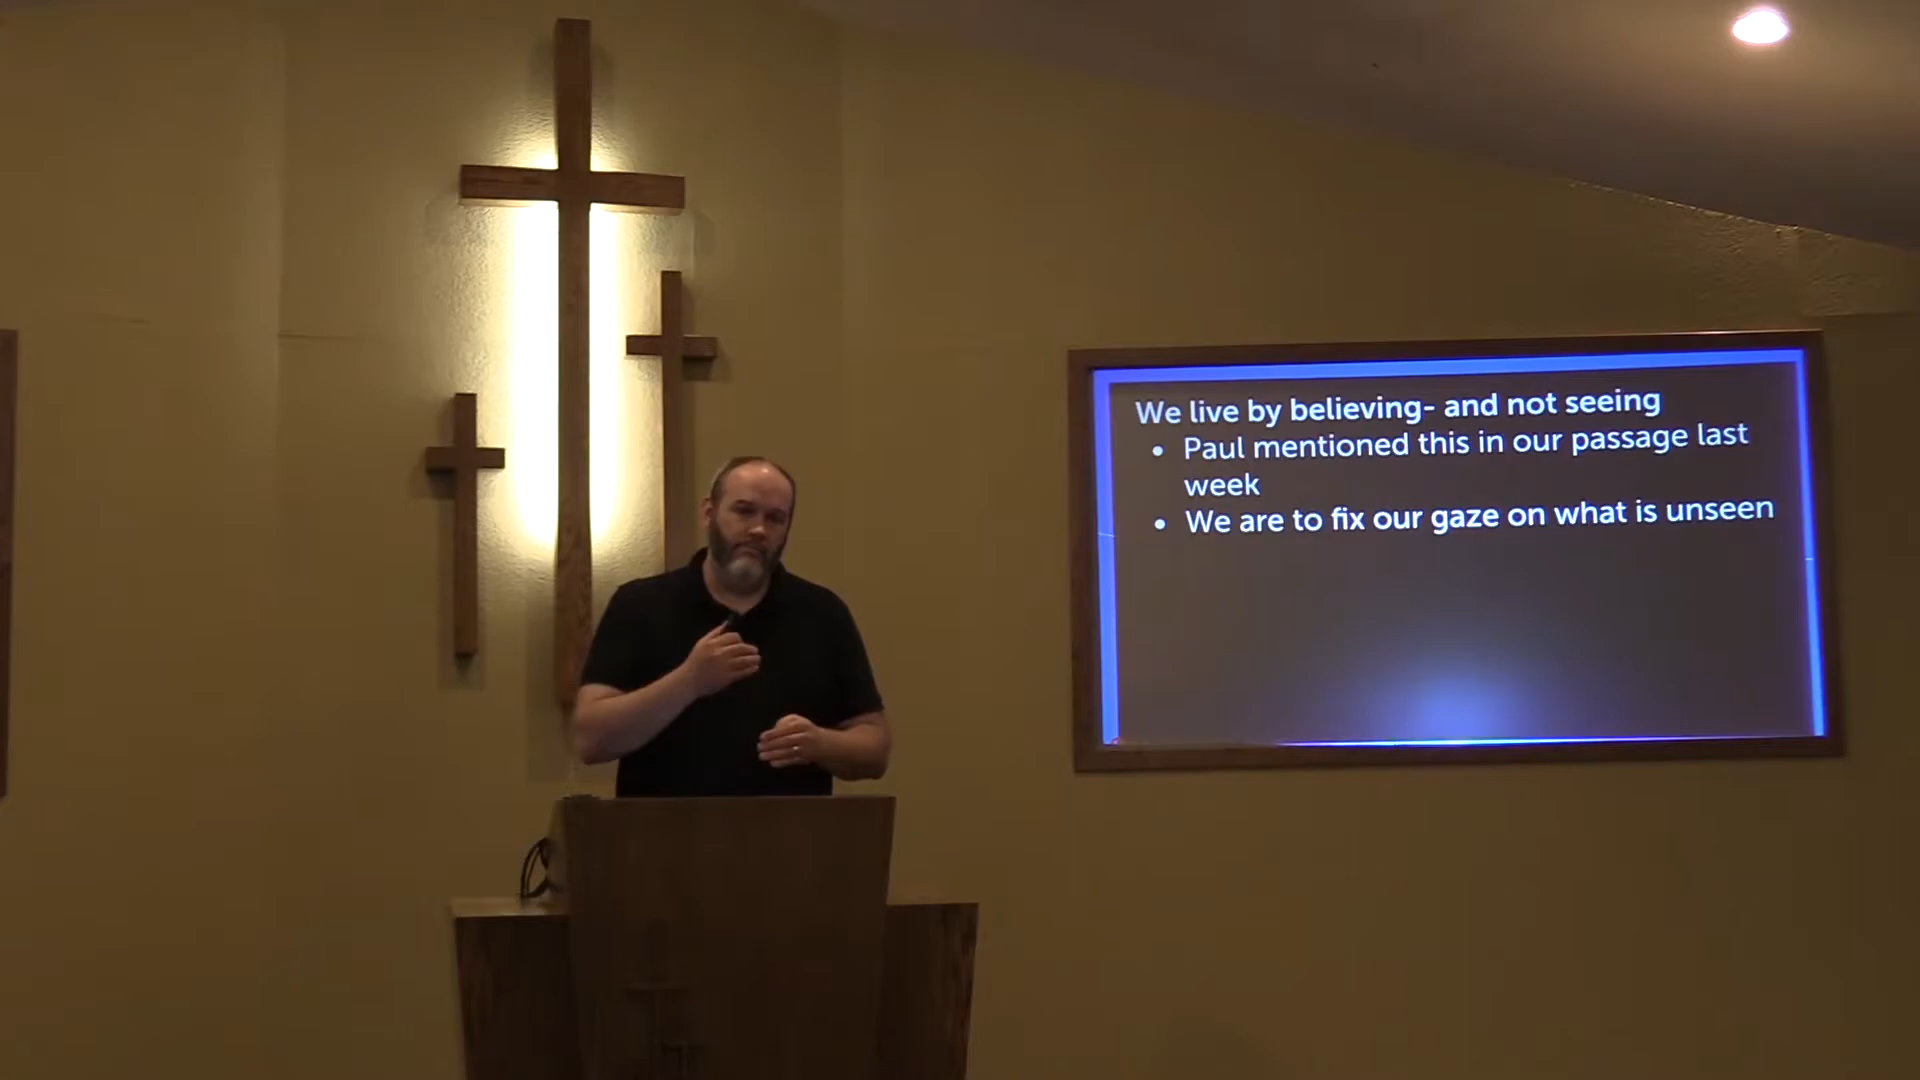 We live by believing- and not seeing
• Paul mentioned this in our passage last
week
• We are to fix our gaze on what is unseen